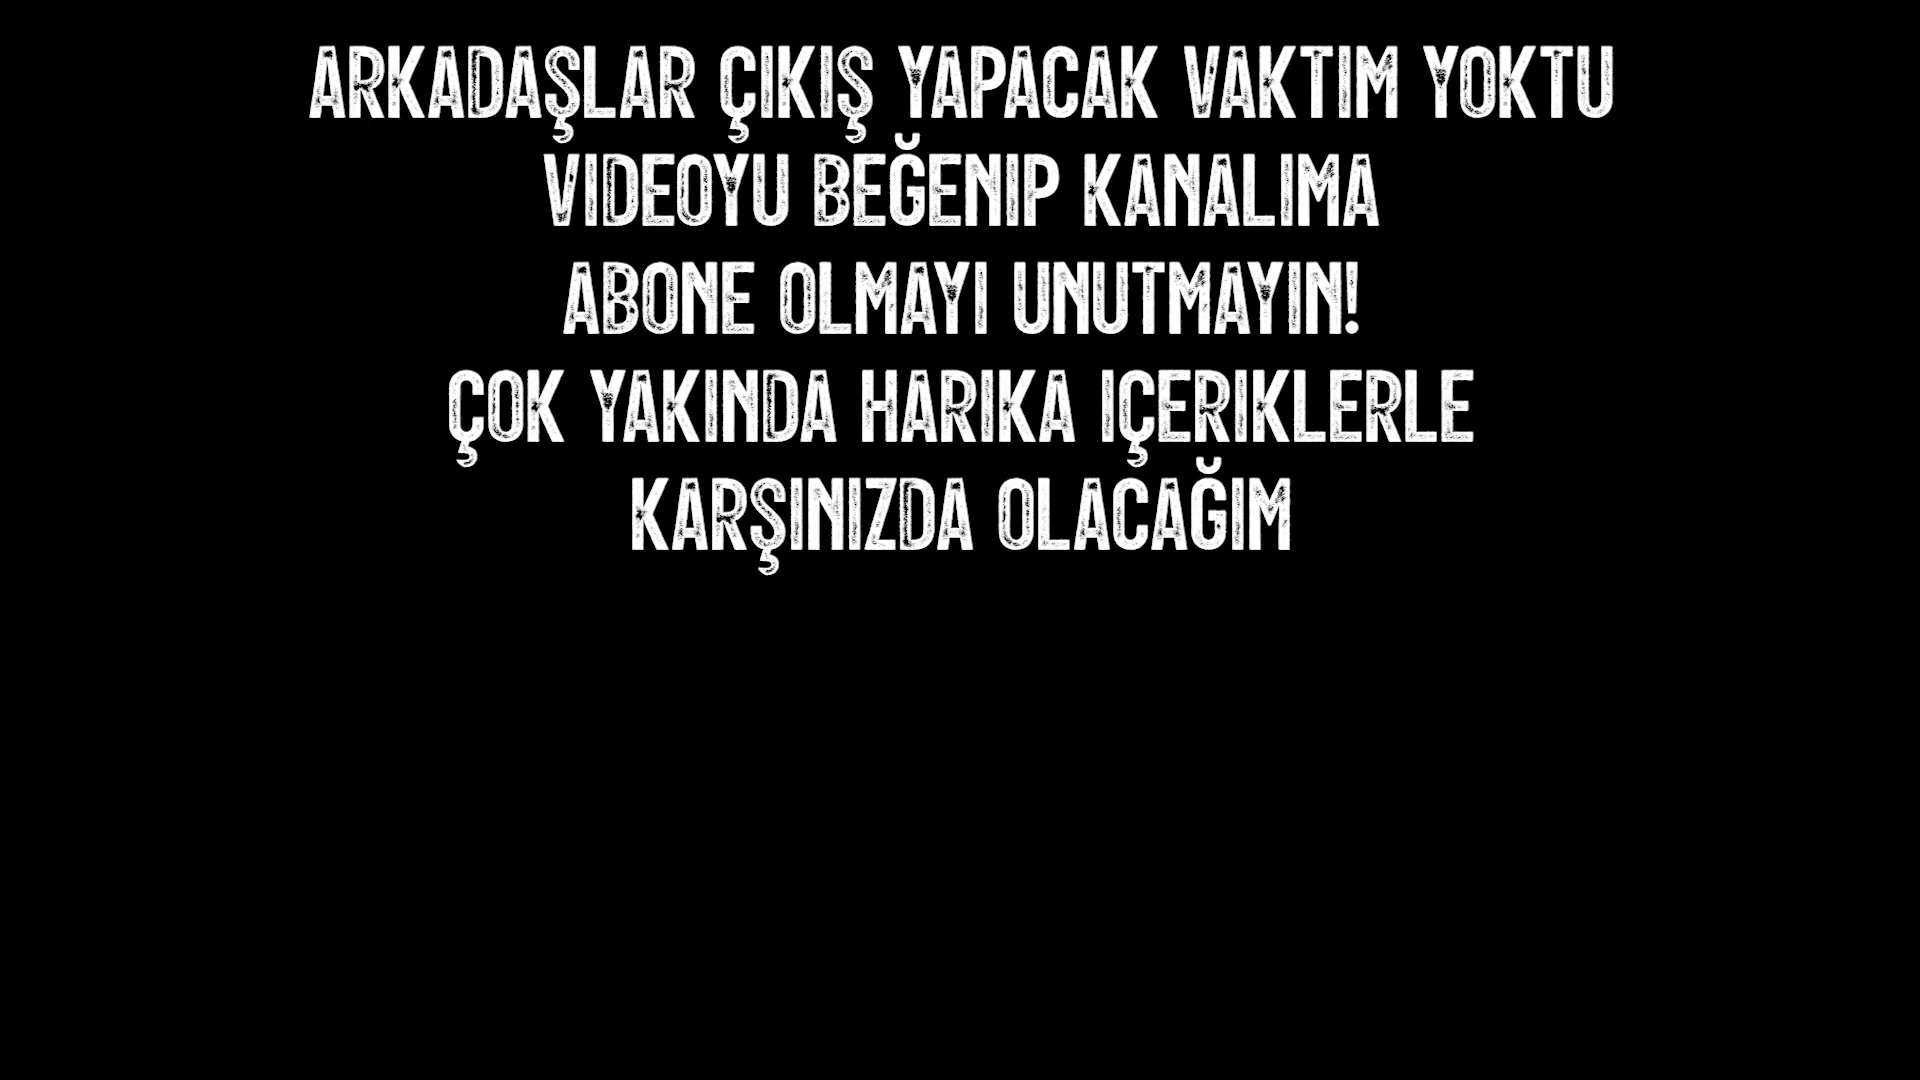 ARKADAŞLAR ÇIKIŞ YAPACAK VAKTIM YOKTU
VIDEOYU BEĞENIP KANALIMA
ABONE OLMAYI UNUTMAYIN!
ÇOK YAKINDA HARIKA IÇERIKLERLE
KARŞINIZDA OLACAĞIM